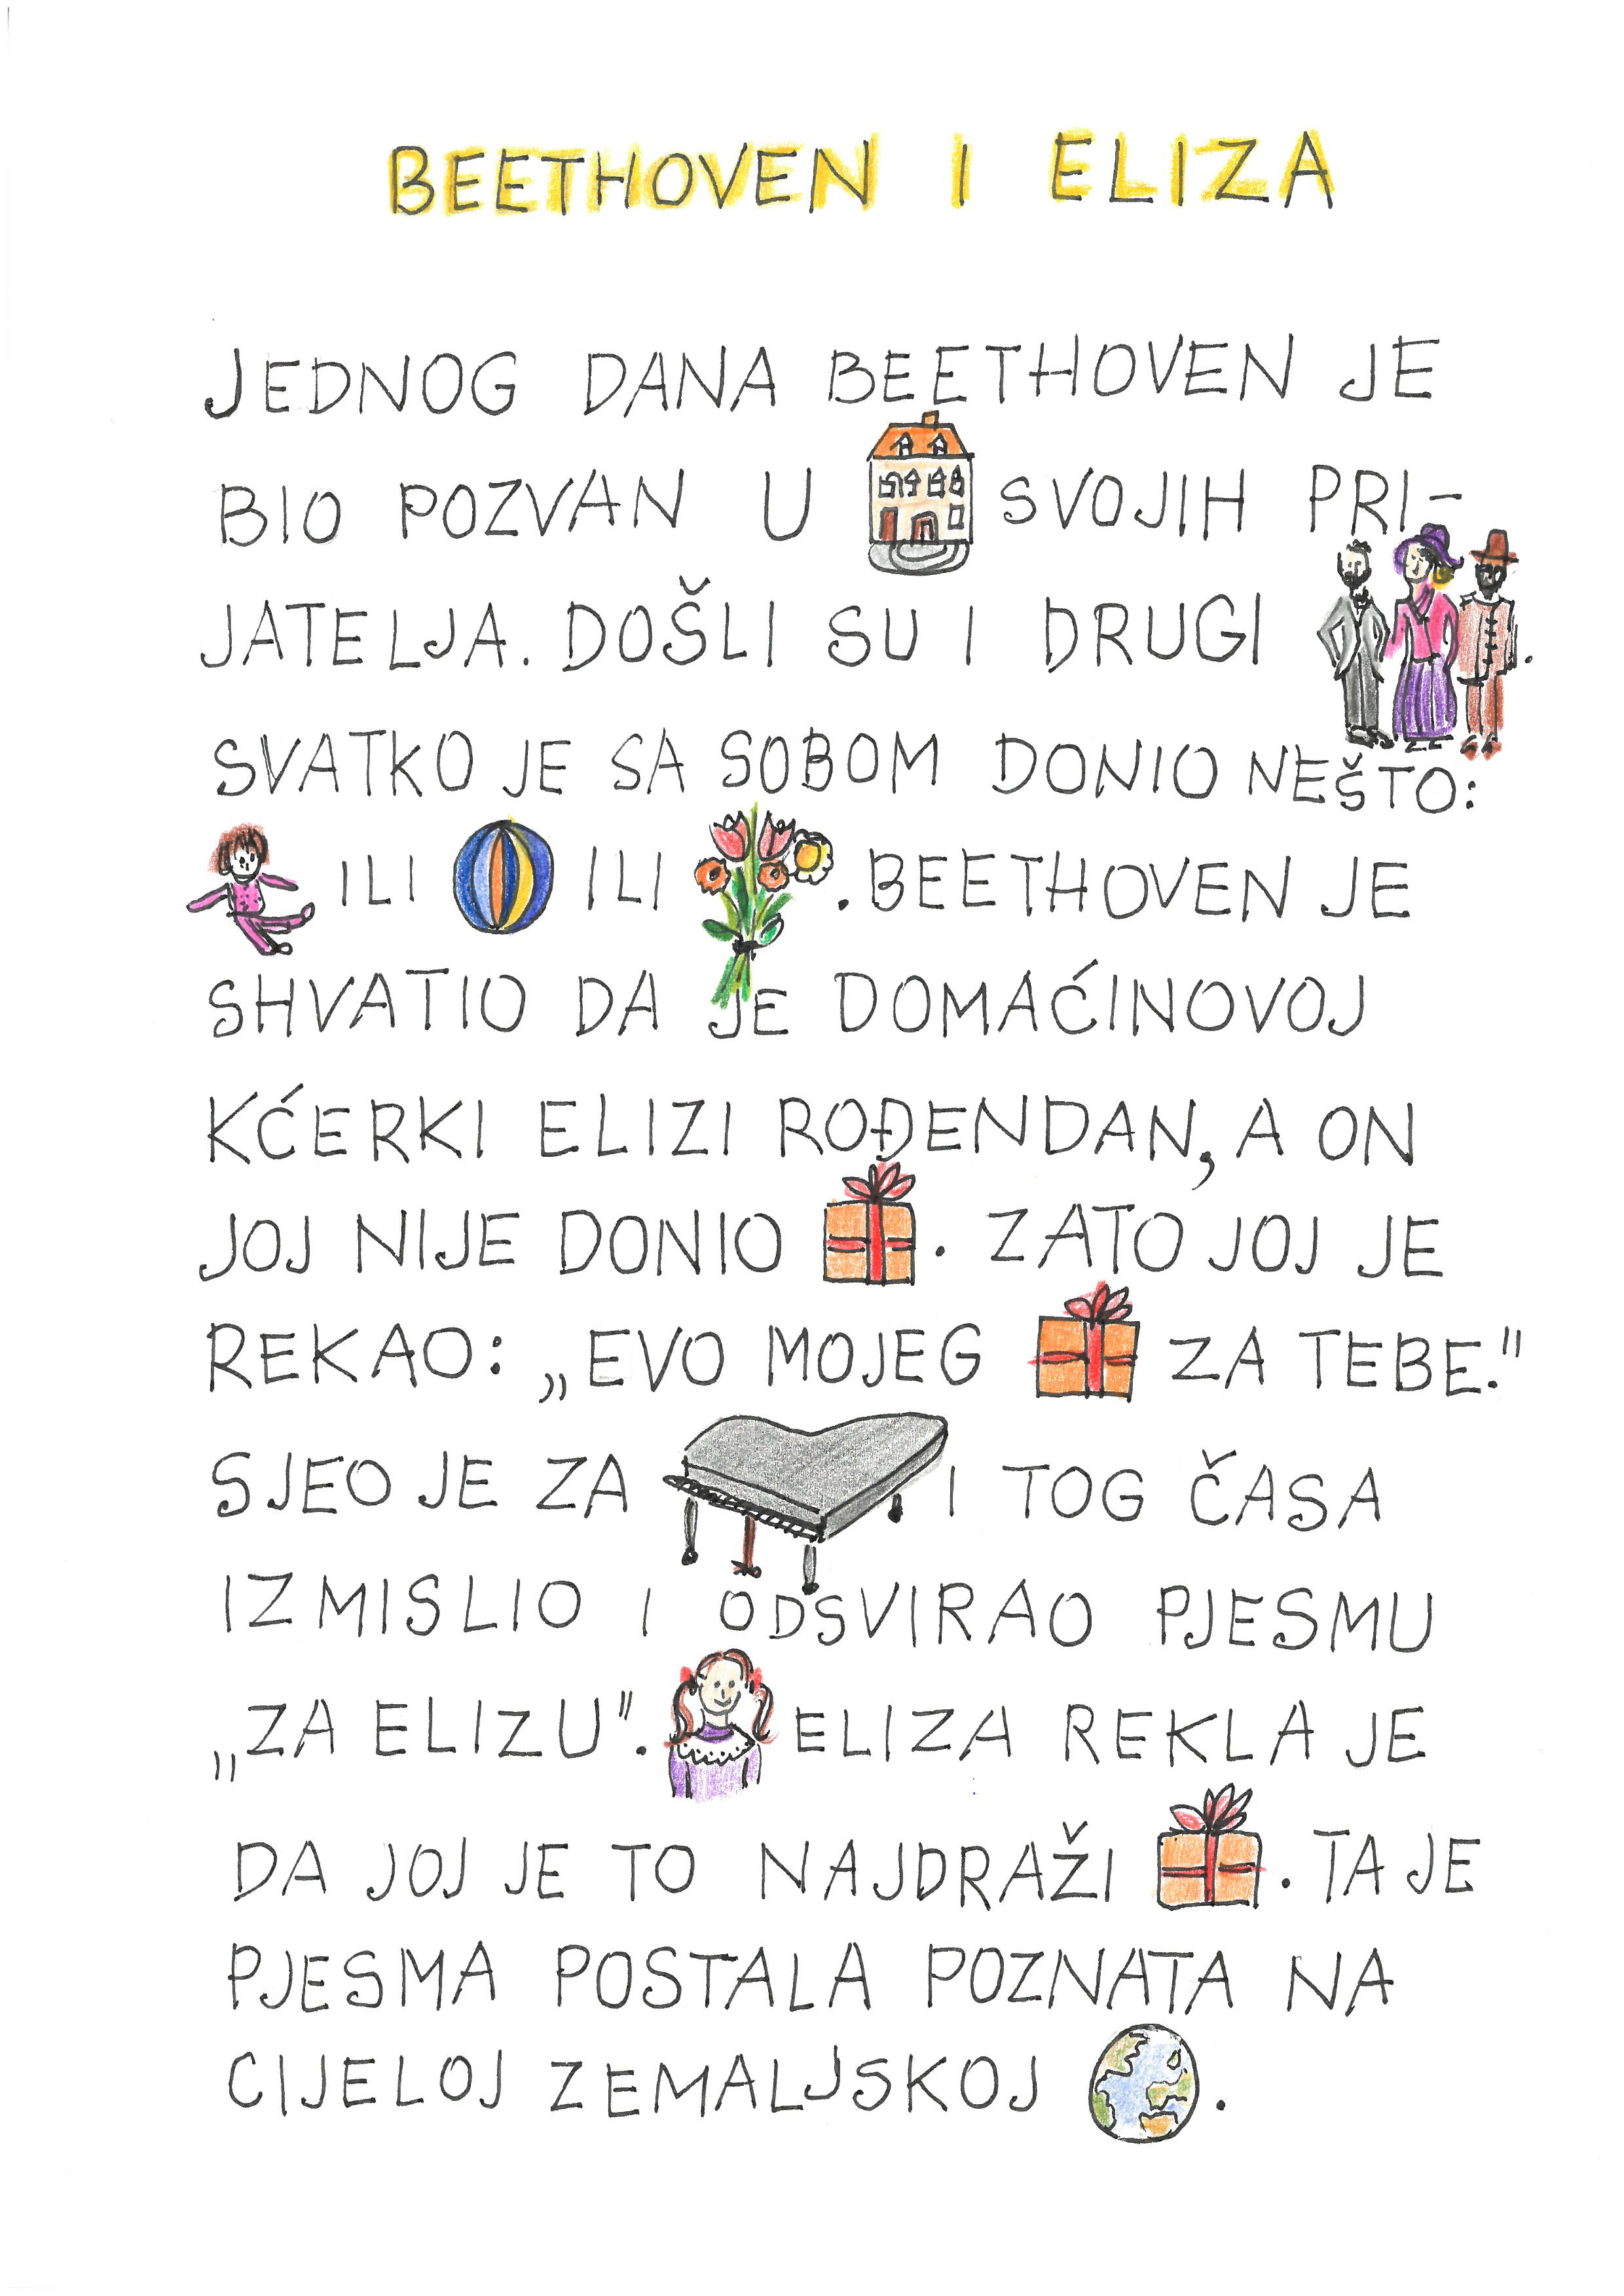 BEETHOVEN I ELIZA
JEDNOG DANA BEETHOVEN JE
BIO POZVAN U SVOJIH PRI-
JATELJA. DOŠLI SU I DRUGI .
SVATKO JE SA SOBOM DONIO NEŠTO:
ILI ILI . BEETHOVEN JE
SHVATIO DA JE DOMAĆINOVOJ
KĆERKI ELIZI ROĐENDAN, A ON
JOJ NIJE DONIO . ZATO JOJ JE
REKAO: „EVO MOJEG ZA TEBE."
SJEO JE ZA I TOG ČASA
IZMISLIO I ODSVIRAO PJESMU
„ZA ELIZU". ELIZA REKLA JE
DA JOJ JE TO NAJDRAŽI . TA JE
PJESMA POSTALA POZNATA NA
CIJELOJ ZEMALJSKOJ .